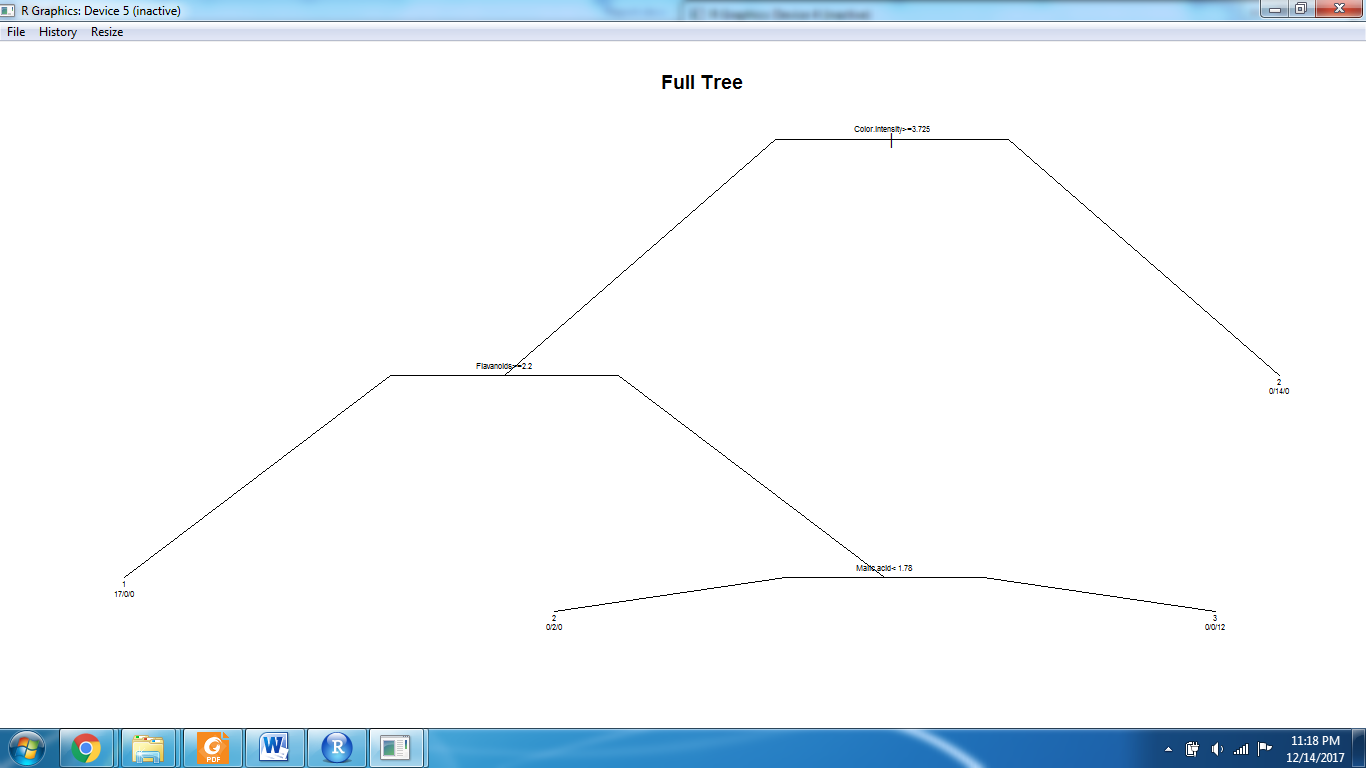 R Graphics: Device 5 (inactive)
File History Resize
Full Tree
Color.Intensity>=3.725
Flavanoids>=2.2
2
0/14/0
Malic.acid< 1.78
1
17/0/0
2
0/2/0
3
0/0/12
PDF
W
R
11:18 PM
12/14/2017